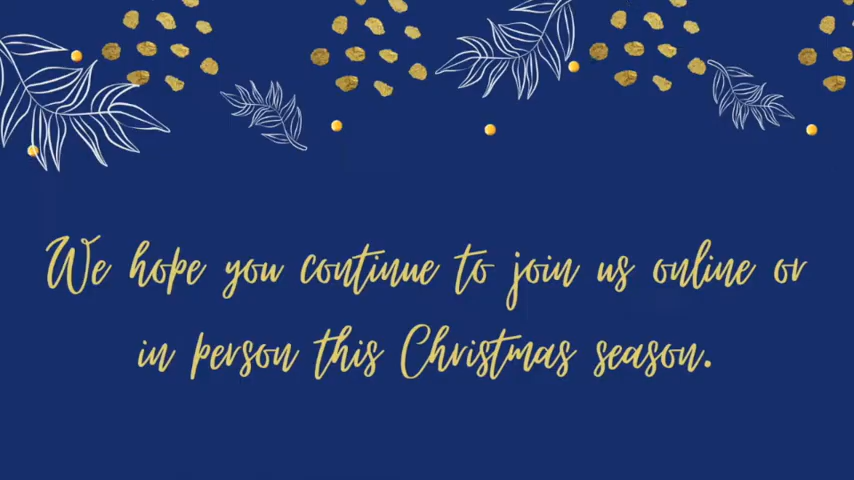 We hope you continue to join us online or
in person this Christmas season.